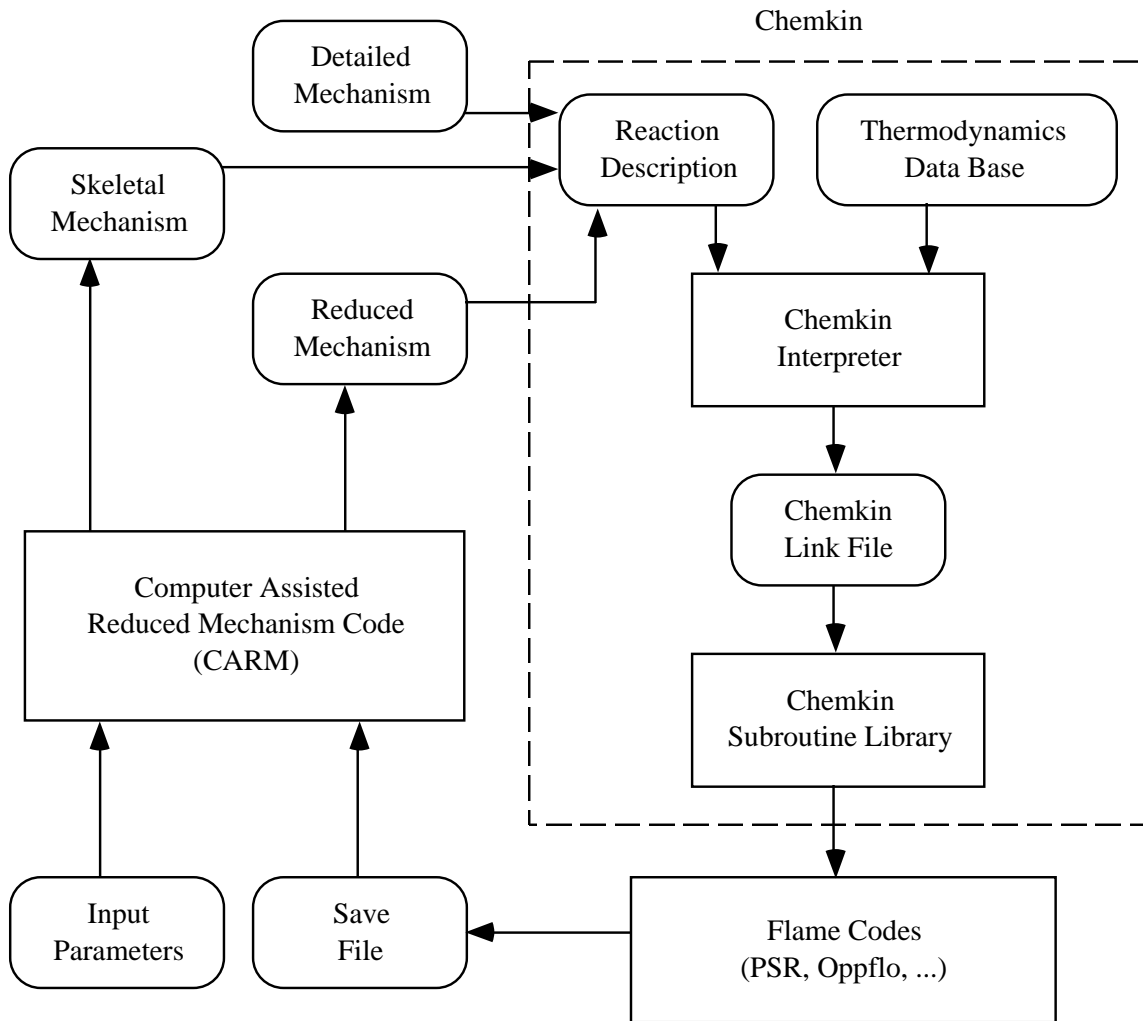 Chemkin
Detailed
Mechanism
Reaction
Description
Thermodynamics
Data Base
Skeletal
Mechanism
Reduced
Mechanism
Chemkin
Interpreter
Chemkin
Link File
Computer Assisted
Reduced Mechanism Code
(CARM)
Chemkin
Subroutine Library
Input
Parameters
Save
File
Flame Codes
(PSR, Oppflo, ...)